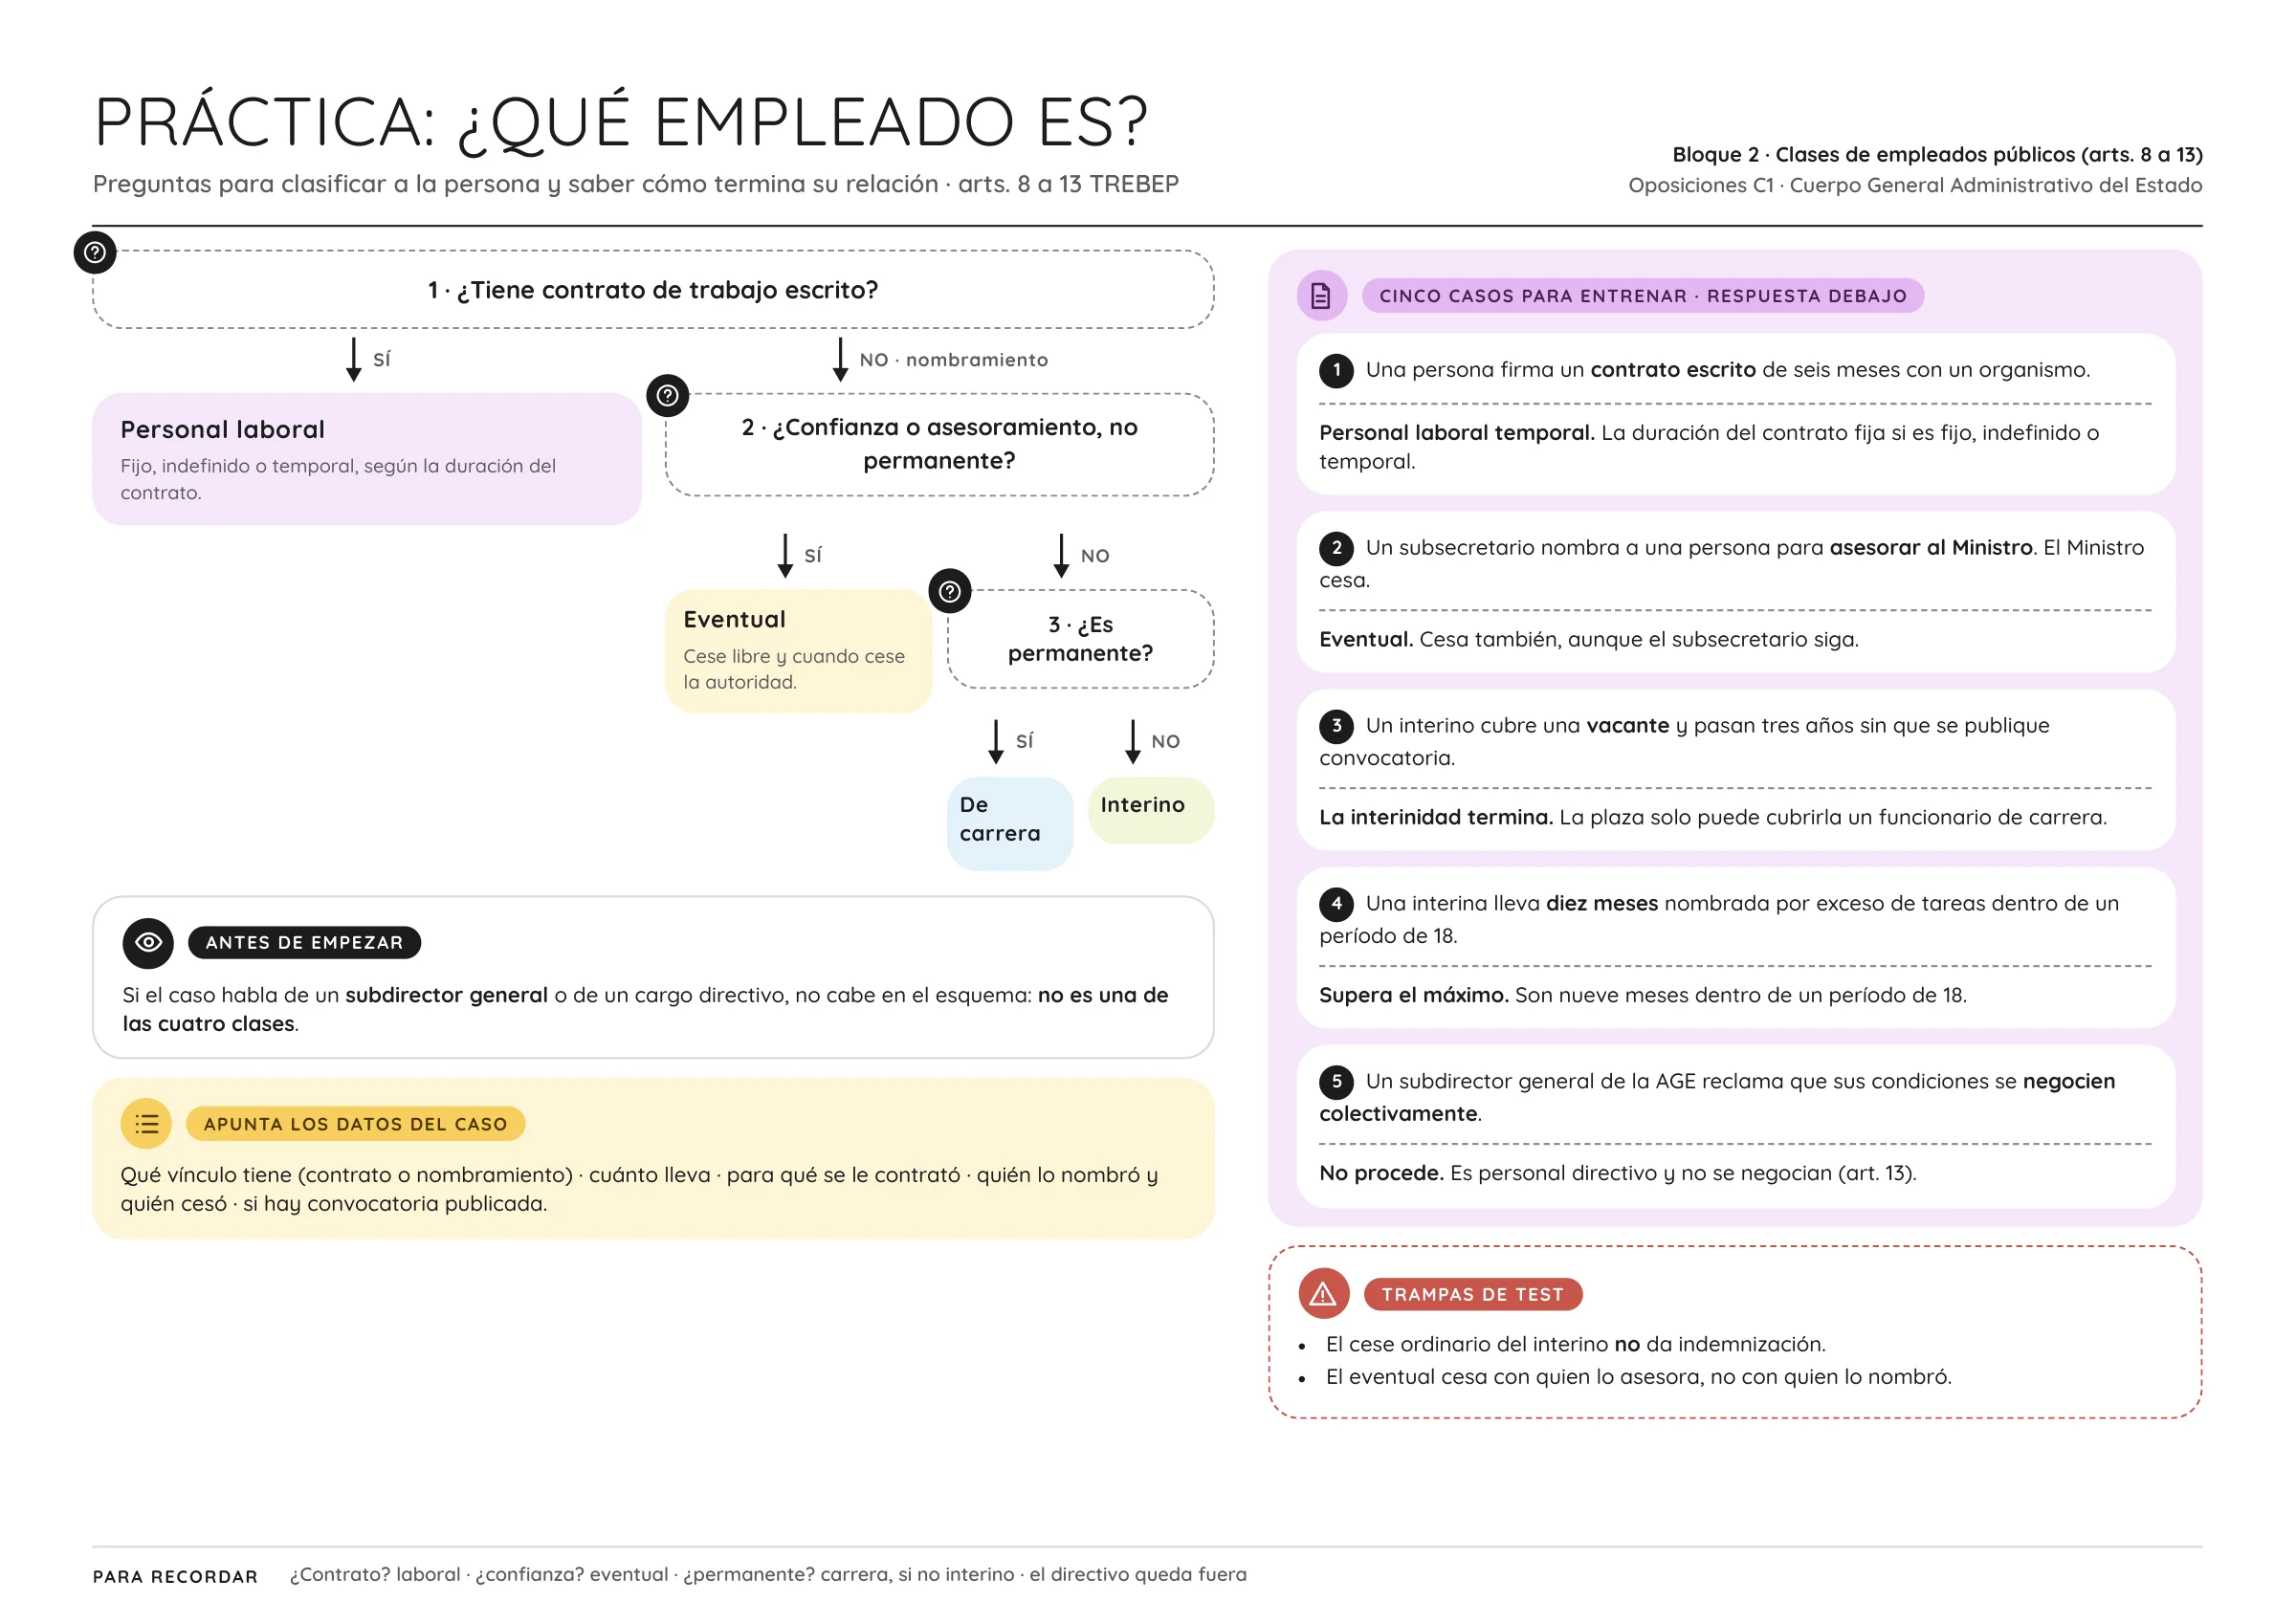 PRÁCTICA: ¿QUÉ EMPLEADO ES?
Preguntas para clasificar a la persona y saber cómo termina su relación · arts. 8 a 13 TREBEP
Bloque 2 · Clases de empleados públicos (arts. 8 a 13)
Oposiciones C1 · Cuerpo General Administrativo del Estado
1 · ¿Tiene contrato de trabajo escrito?
SÍ
NO · nombramiento
Personal laboral
Fijo, indefinido o temporal, según la duración del
contrato.
2 · ¿Confianza o asesoramiento, no
permanente?
SÍ
NO
Eventual
Cese libre y cuando cese
la autoridad.
3 · ¿Es
permanente?
SÍ
NO
De
carrera
Interino
ANTES DE EMPEZAR
Si el caso habla de un subdirector general o de un cargo directivo, no cabe en el esquema: no es una de
las cuatro clases.
APUNTA LOS DATOS DEL CASO
Qué vínculo tiene (contrato o nombramiento) · cuánto lleva · para qué se le contrató · quién lo nombró y
quién cesó · si hay convocatoria publicada.
CINCO CASOS PARA ENTRENAR · RESPUESTA DEBAJO
1 Una persona firma un contrato escrito de seis meses con un organismo.
Personal laboral temporal. La duración del contrato fija si es fijo, indefinido o
temporal.
2 Un subsecretario nombra a una persona para asesorar al Ministro. El Ministro
cesa.
Eventual. Cesa también, aunque el subsecretario siga.
3 Un interino cubre una vacante y pasan tres años sin que se publique
convocatoria.
La interinidad termina. La plaza solo puede cubrirla un funcionario de carrera.
4 Una interina lleva diez meses nombrada por exceso de tareas dentro de un
período de 18.
Supera el máximo. Son nueve meses dentro de un período de 18.
5 Un subdirector general de la AGE reclama que sus condiciones se negocien
colectivamente.
No procede. Es personal directivo y no se negocian (art. 13).
TRAMPAS DE TEST
• El cese ordinario del interino no da indemnización.
• El eventual cesa con quien lo asesora, no con quien lo nombró.
PARA RECORDAR ¿Contrato? laboral · ¿confianza? eventual · ¿permanente? carrera, si no interino · el directivo queda fuera